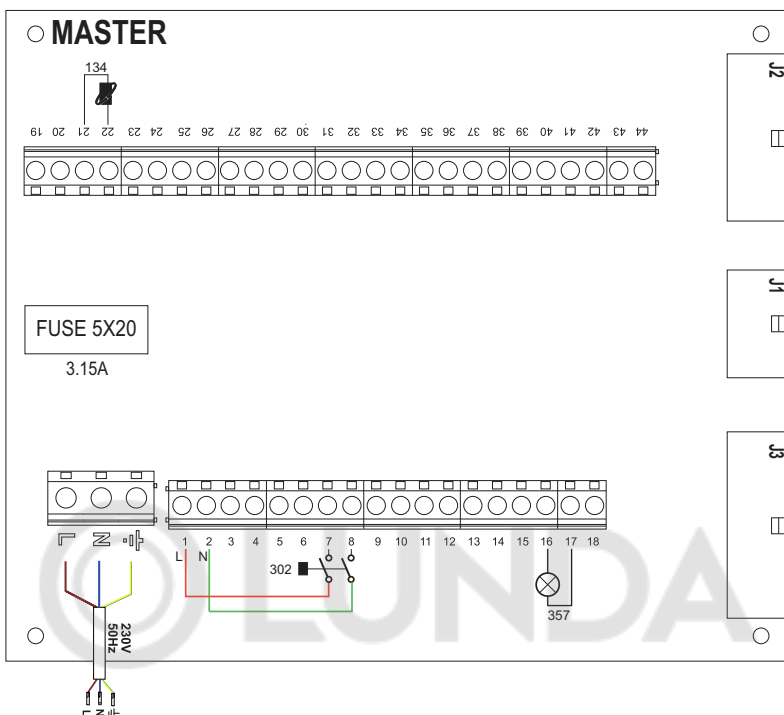 MASTER
134
19 20 21 22 23 24 25 26 27 28 29 30 31 32 33 34 35 36 37 38 39 40 41 42 43 44
J2
FUSE 5X20
3.15A
J1
J3
L N
1 2 3 4 5 6 7 8 9 10 11 12 13 14 15 16 17 18
L N
302
357
230V
50Hz
L N
LUNDA